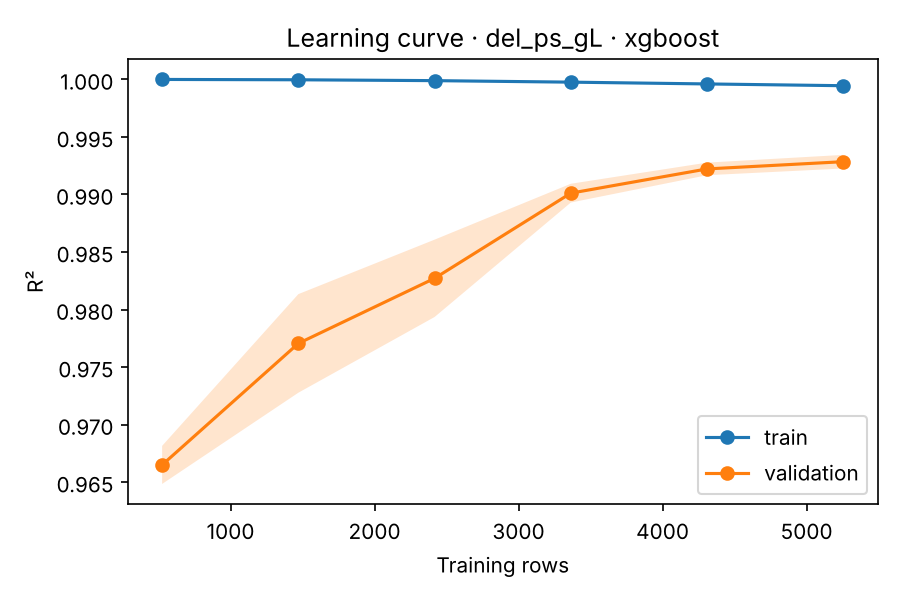 Learning curve · del_ps_gL · xgboost
1.000
0.995
0.990
0.985
0.980
0.975
0.970
0.965
R²
1000 2000 3000 4000 5000
Training rows
train
validation